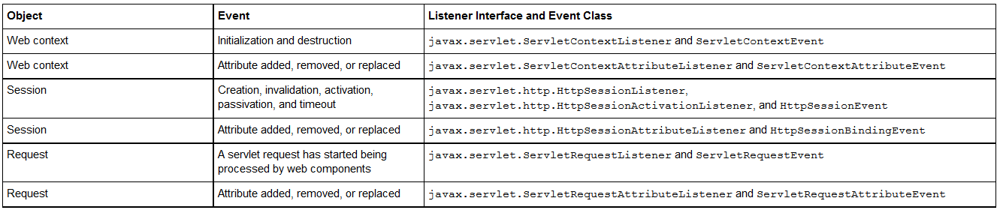 Object Event Listener Interface and Event Class
Web context Initialization and destruction javax.servlet.ServletContextListener and ServletContextEvent
Web context Attribute added, removed, or replaced javax.servlet.ServletContextAttributeListener and ServletContextAttributeEvent
Session Creation, invalidation, activation, javax.servlet.http.HttpSessionListener,
passivation, and timeout javax.servlet.http.HttpSessionActivationListener, and HttpSessionEvent
Session Attribute added, removed, or replaced javax.servlet.http.HttpSessionAttributeListener and HttpSessionBindingEvent
Request A servlet request has started being javax.servlet.ServletRequestListener and ServletRequestEvent
processed by web components
Request Attribute added, removed, or replaced javax.servlet.ServletRequestAttributeListener and ServletRequestAttributeEvent